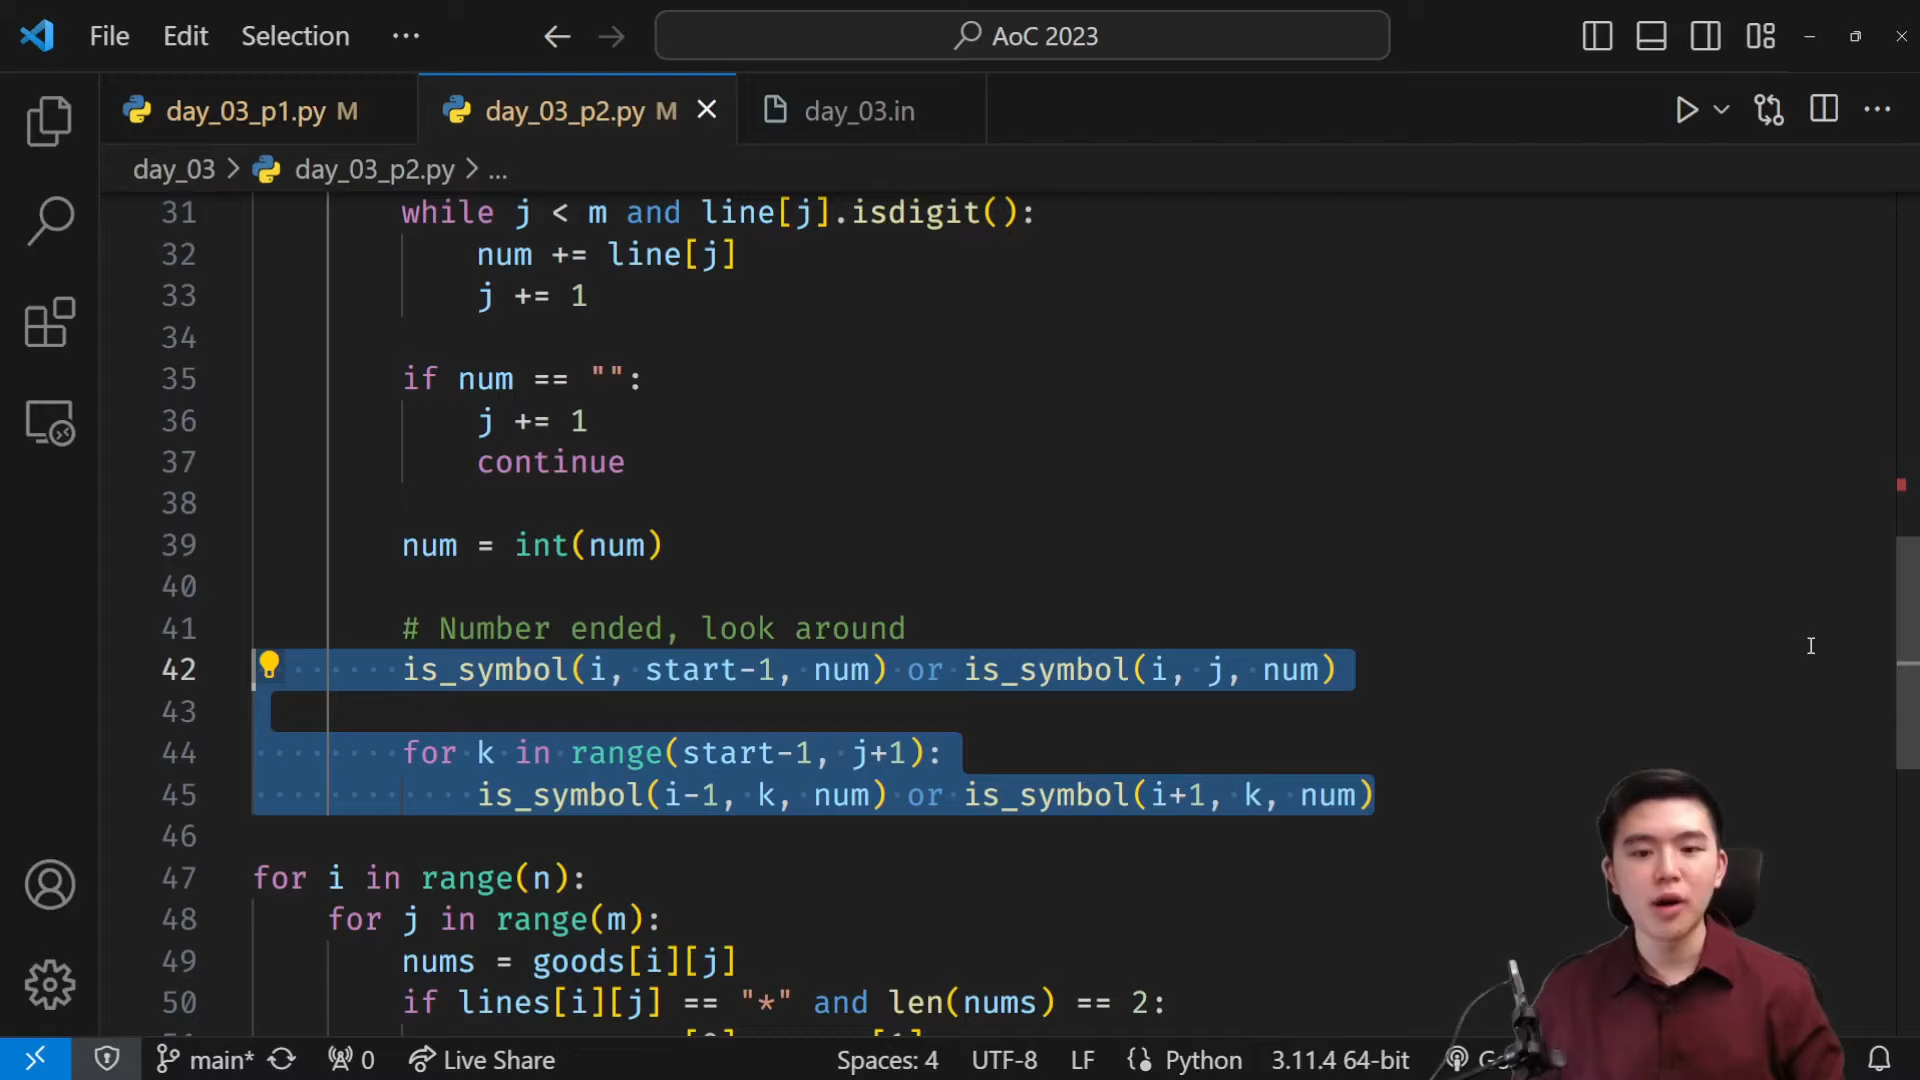 File Edit Selection ··· AoC 2023
day_03_p1.py M day_03_p2.py M day_03.in
day_03 > day_03_p2.py > ...
31 while j < m and line[j].isdigit():
32 num += line[j]
33 j += 1
34
35 if num == "":
36 j += 1
37 continue
38
39 num = int(num)
40
41 # Number ended, look around
42 is_symbol(i, start-1, num) or is_symbol(i, j, num)
43
44 for k in range(start-1, j+1):
45 is_symbol(i-1, k, num) or is_symbol(i+1, k, num)
46
47 for i in range(n):
48 for j in range(m):
49 nums = goods[i][j]
50 if lines[i][j] == "*" and len(nums) == 2:
main* 0 Live Share Spaces: 4 UTF-8 LF Python 3.11.4 64-bit